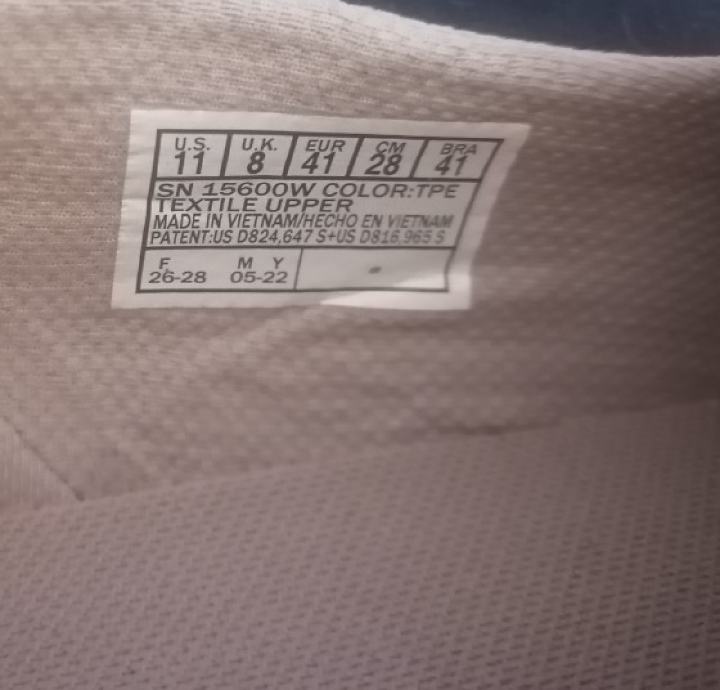 U.S. U.K. EUR CM BRA
11 8 41 28 41
SN 15600W COLOR:TPE
TEXTILE UPPER
MADE IN VIETNAM/HECHO EN VIETNAM
PATENT:US D824,647 S+US D816,965 S
F M Y
26-28 05-22